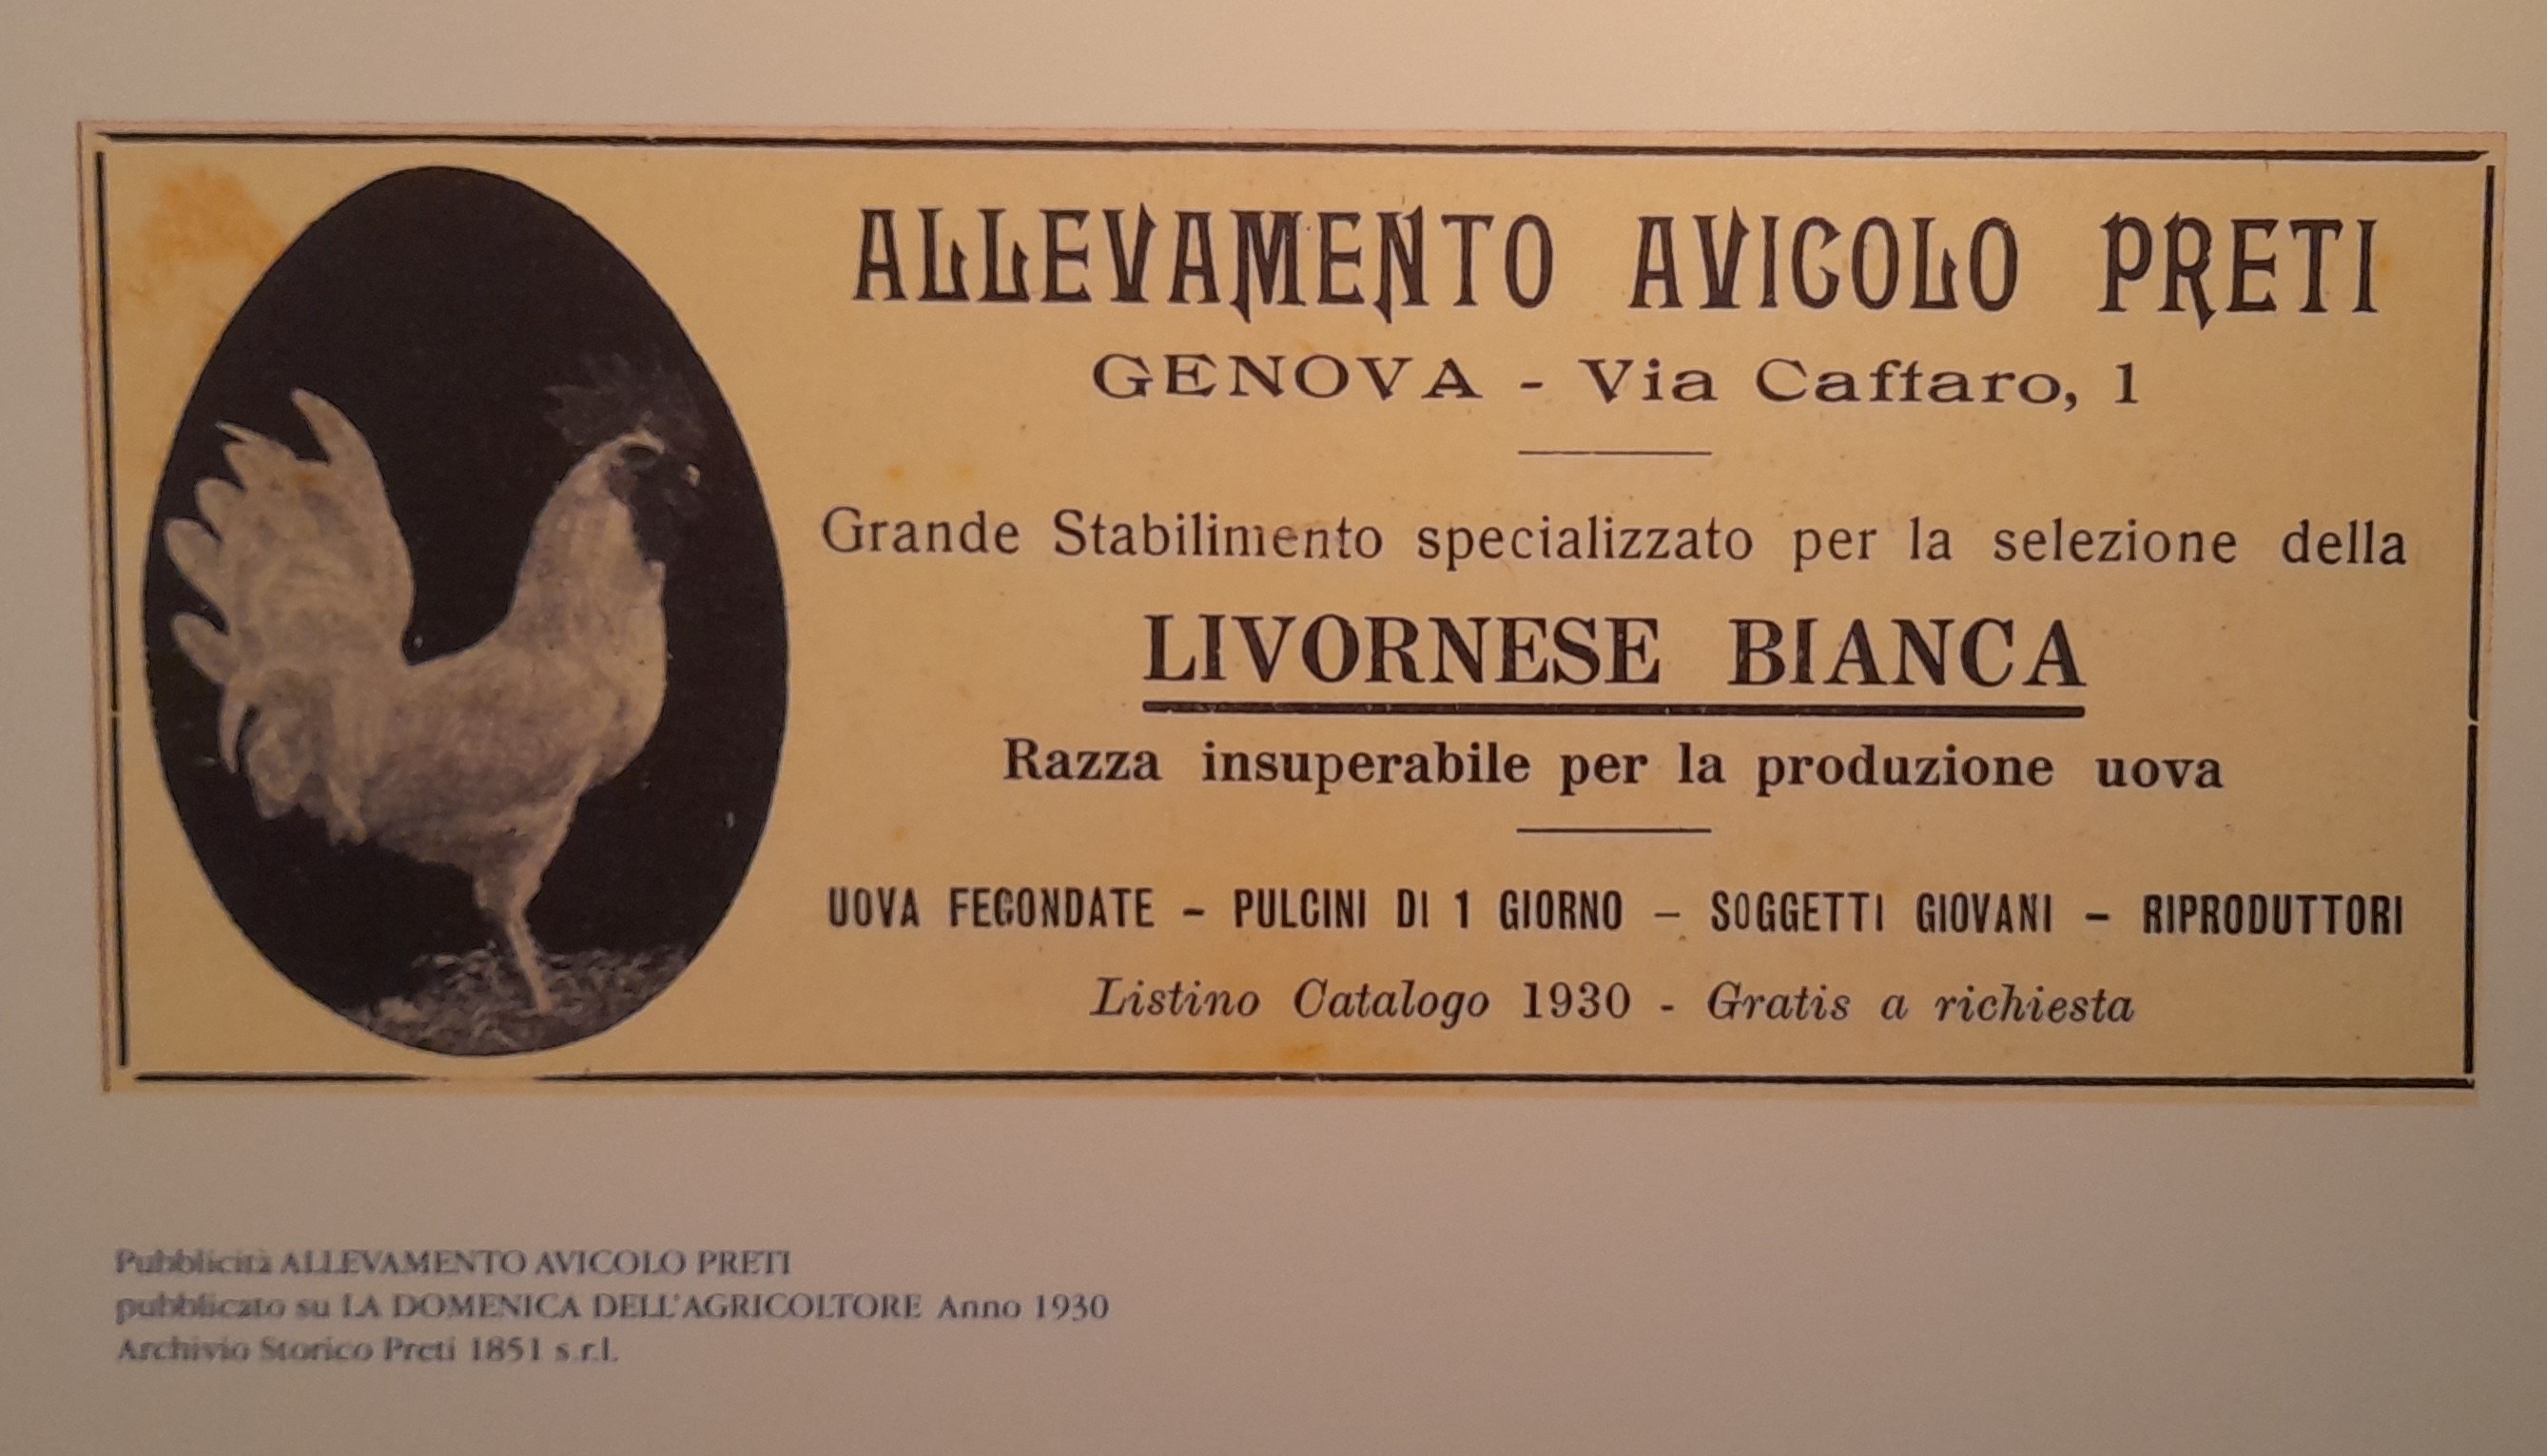 ALLEVAMENTO AVICOLO PRETI
GENOVA - Via Caffaro, 1
Grande Stabilimento specializzato per la selezione della
LIVORNESE BIANCA
Razza insuperabile per la produzione uova
UOVA FECONDATE - PULCINI DI 1 GIORNO - SOGGETTI GIOVANI - RIPRODUTTORI
Listino Catalogo 1930 - Gratis a richiesta
Pubblicità ALLEVAMENTO AVICOLO PRETI
pubblicato su LA DOMENICA DELL'AGRICOLTORE Anno 1930
Archivio Storico Preti 1851 s.r.l.